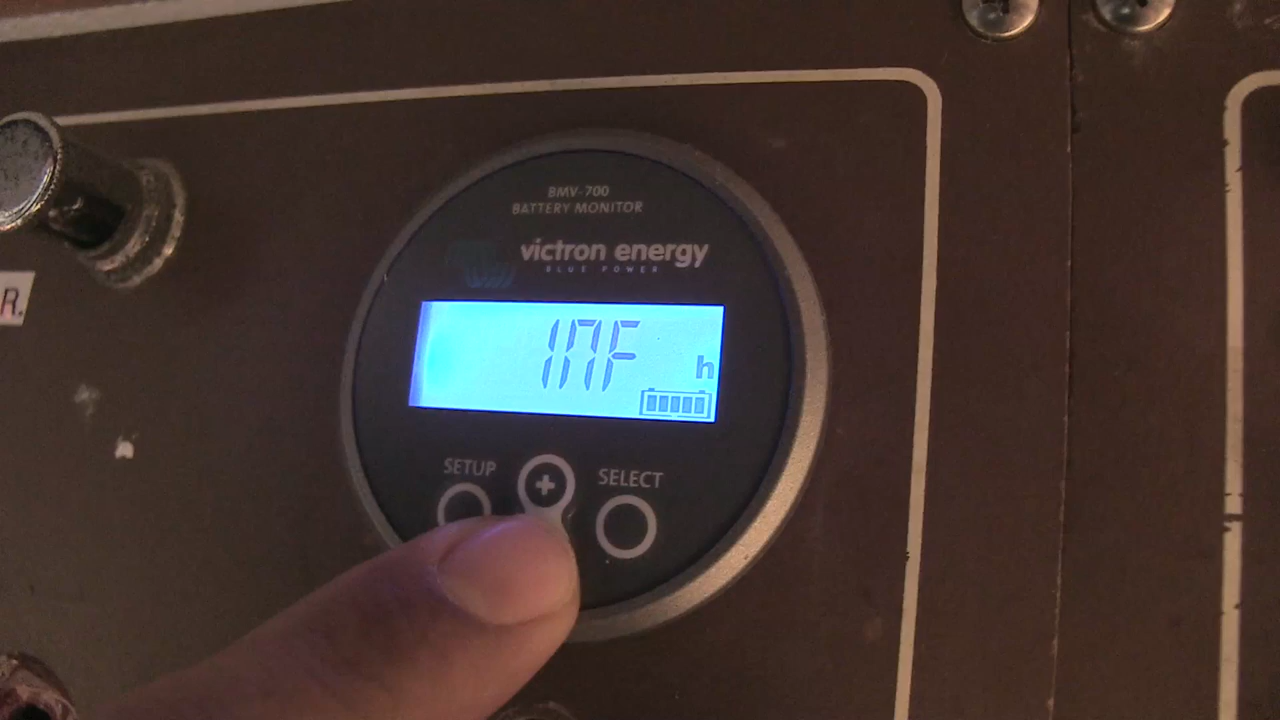 BMV-700
BATTERY MONITOR
victron energy
BLUE POWER
INF
h
SETUP
+
SELECT
R.